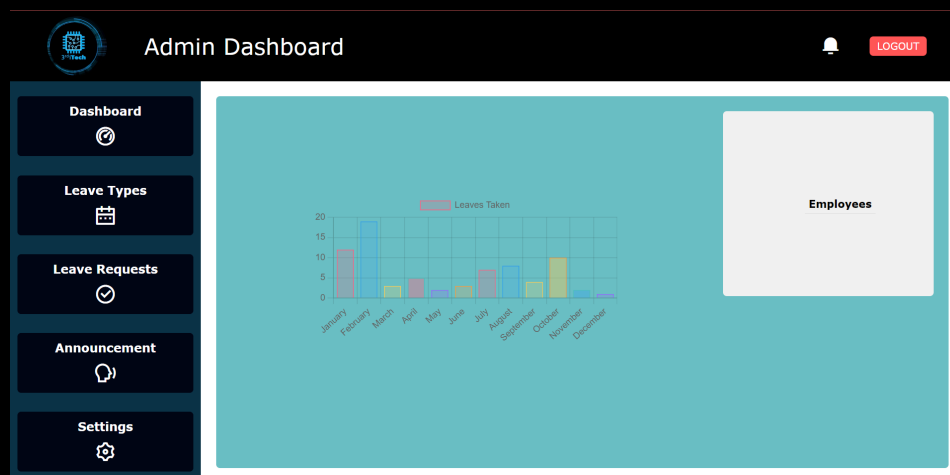 Admin Dashboard
LOGOUT
Dashboard
Leave Types
Leave Requests
Announcement
Settings
Leaves Taken
20
15
10
5
0
January
February
March
April
May
June
July
August
September
October
November
December
Employees